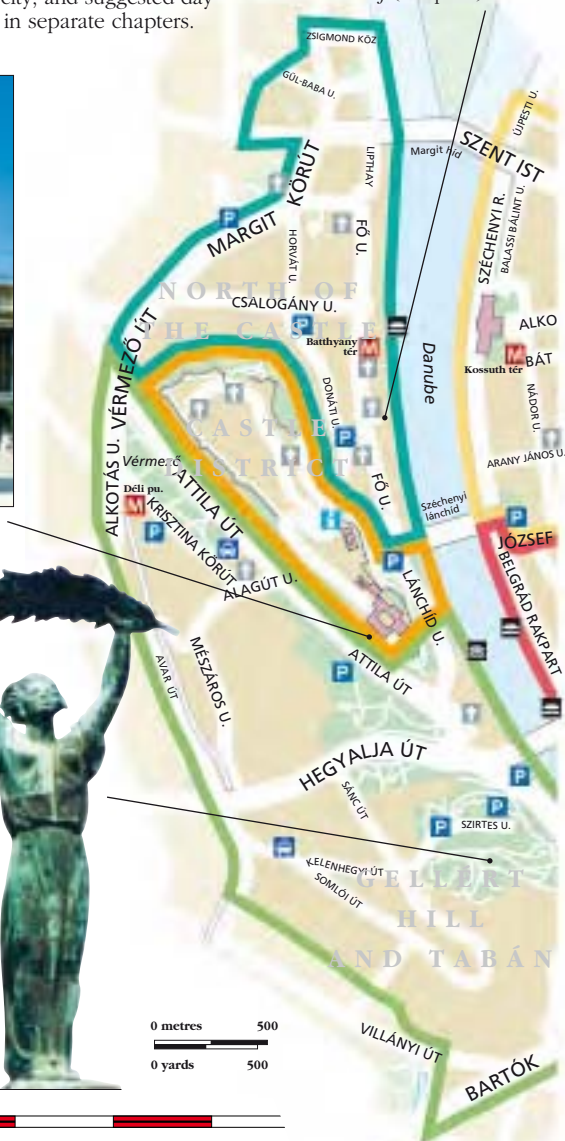 city, and suggested day
in separate chapters.
ZSIGMOND KÖZ
GÜL-BABA U.
ÚJPESTI U.
MARGIT KÖRÚT
LIPTHAY
Margit híd
SZENT IST
SZÉCHENYI R.
BALASSI BÁLINT U.
HORVÁT U.
FŐ U.
NORTH OF
THE CASTLE
CSALOGÁNY U.
Batthyány
tér
M
Danube
ALKO
M
BÁT
Kossuth tér
VÉRMEZŐ ÚT
DONÁTI U.
NÁDOR U.
CASTLE
DISTRICT
ARANY JÁNOS U.
ALKOTÁS U.
Vérmező
ATTILA ÚT
Déli pu.
M
FŐ U.
Széchenyi
lánchíd
KRISZTINA KÖRÚT
ALAGÚT U.
JÓZSEF
BELGRÁD RAKPART
LÁNCHÍD U.
ATTILA ÚT
AVAR ÚT
MÉSZÁROS U.
HEGYALJA ÚT
SÁNC ÚT
SZIRTES U.
KELENHEGYI ÚT
SOMLÓI ÚT
GELLÉRT
HILL
AND TABÁN
0 metres 500
0 yards 500
VILLÁNYI ÚT
BARTÓK